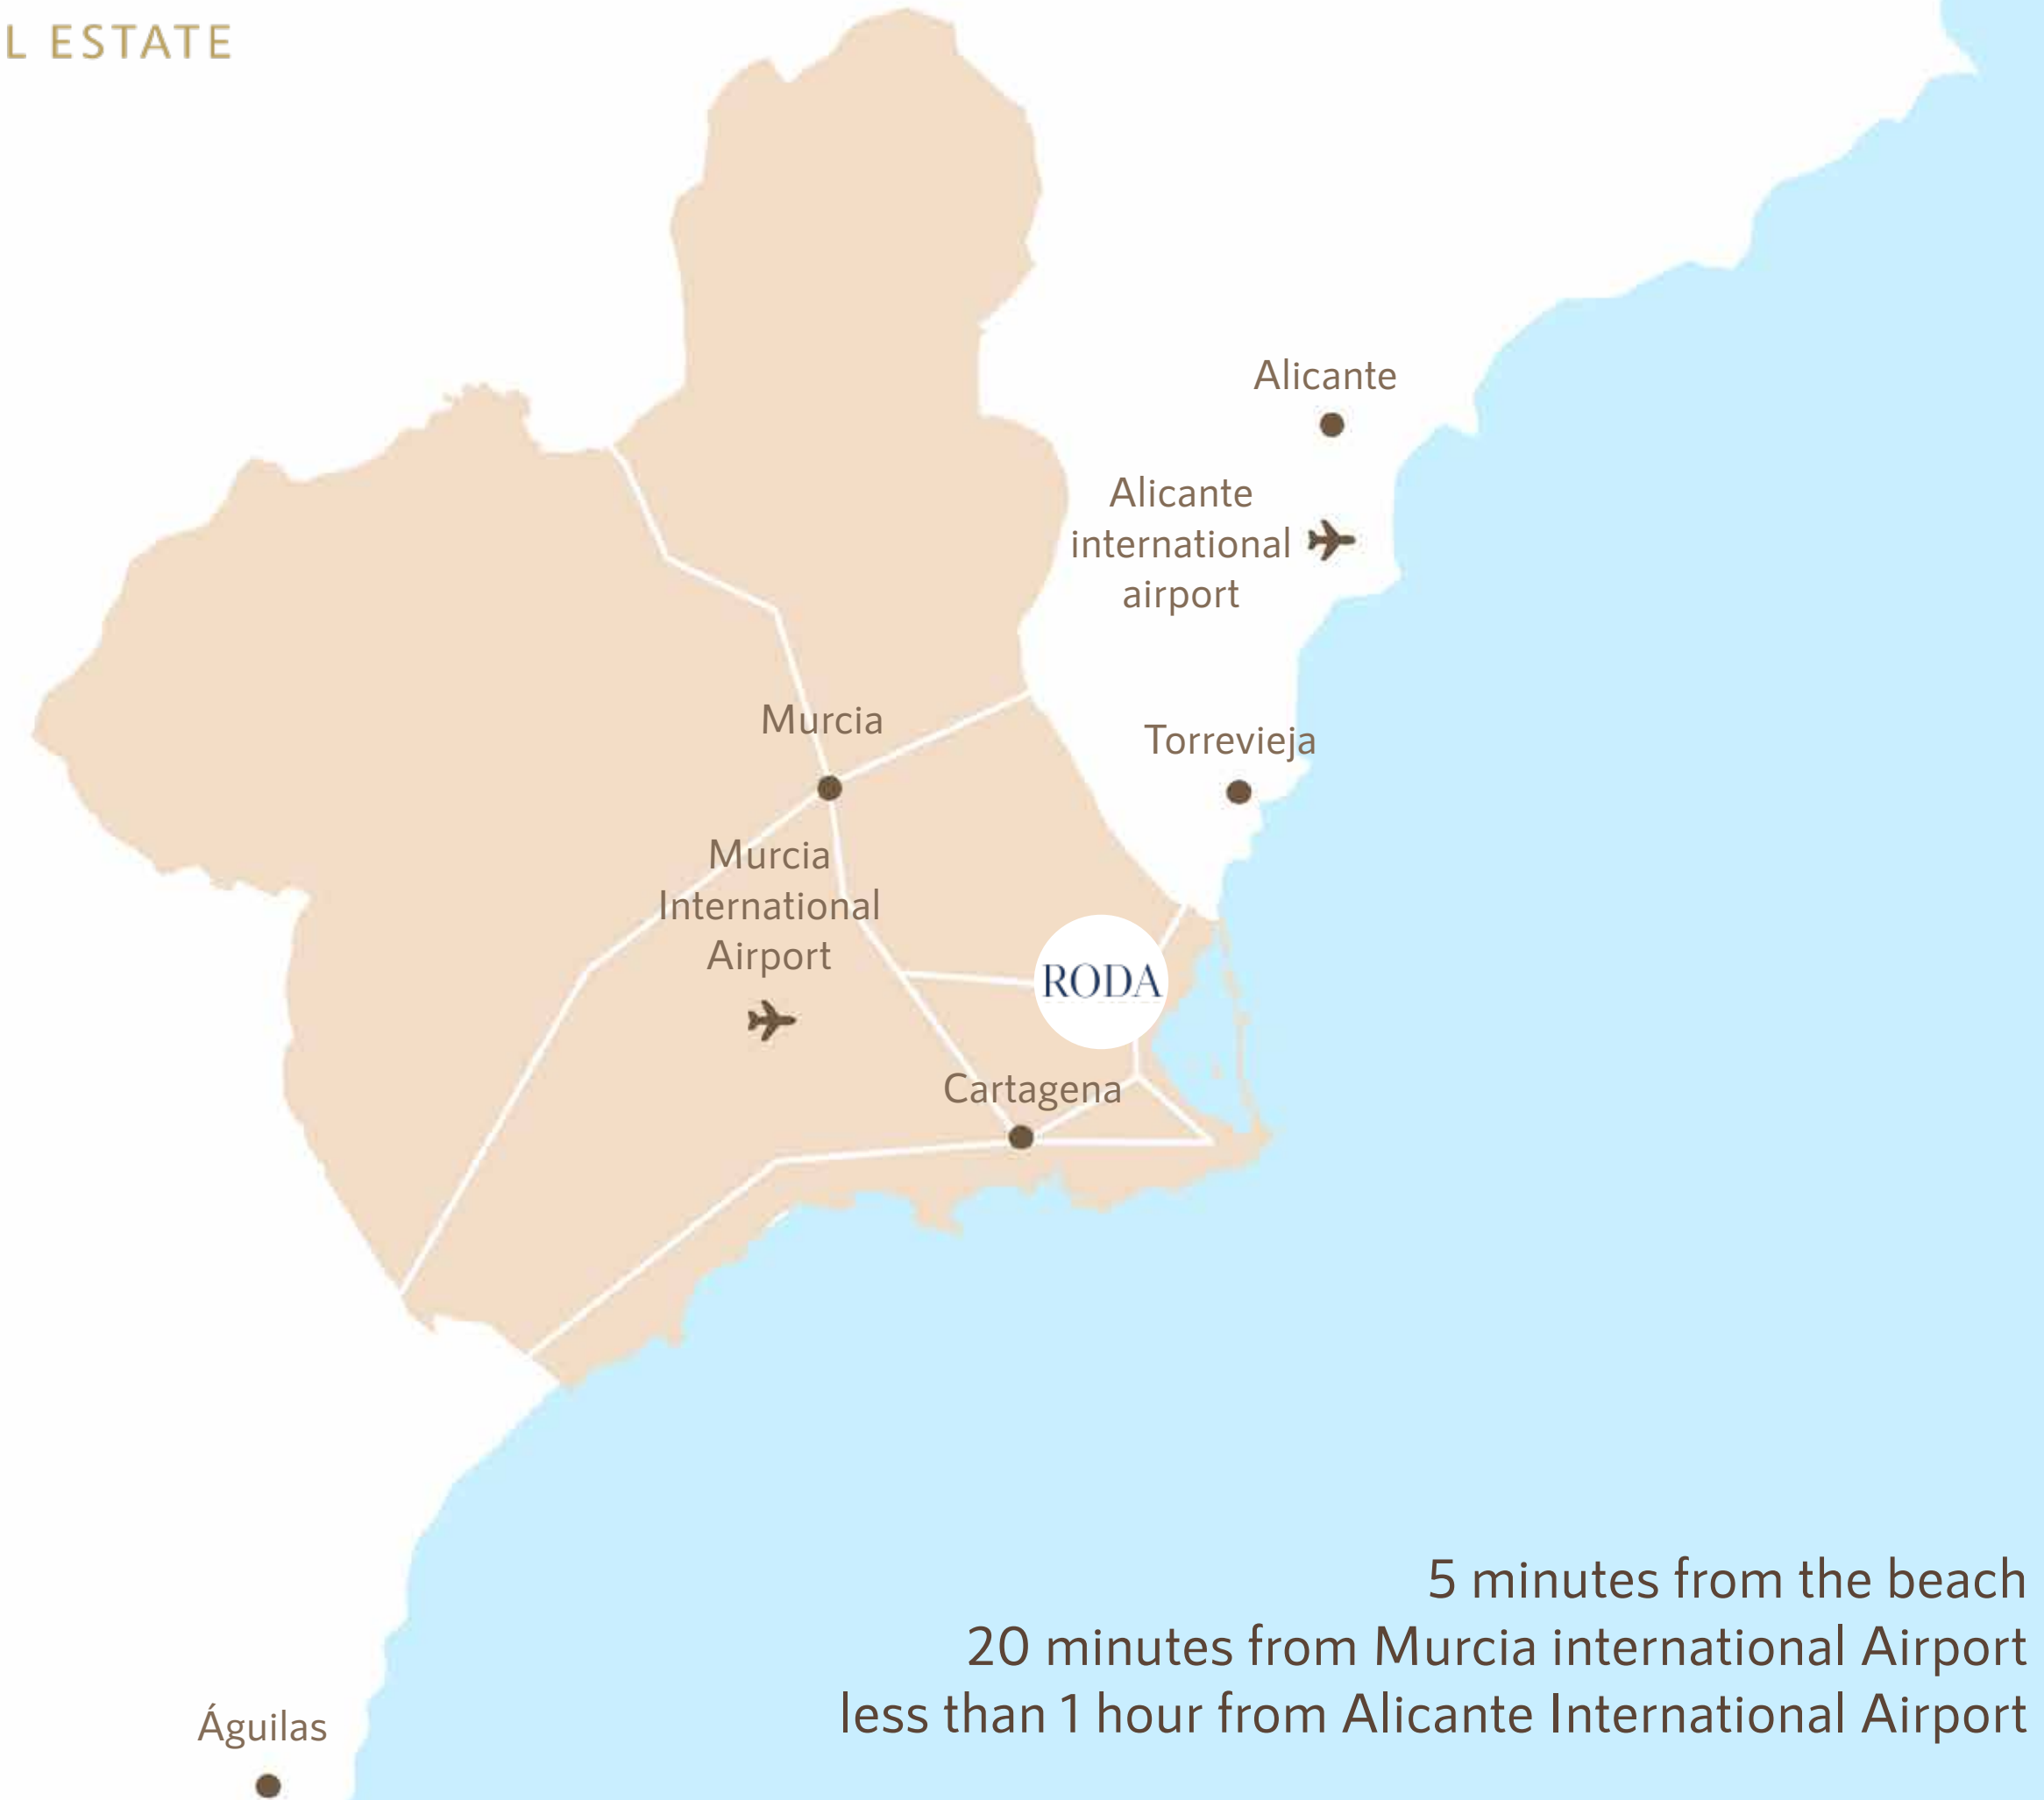 L ESTATE
Alicante
Alicante
international
airport
Murcia
Torrevieja
Murcia
International
Airport
RODA
Cartagena
5 minutes from the beach
20 minutes from Murcia international Airport
less than 1 hour from Alicante International Airport
Águilas